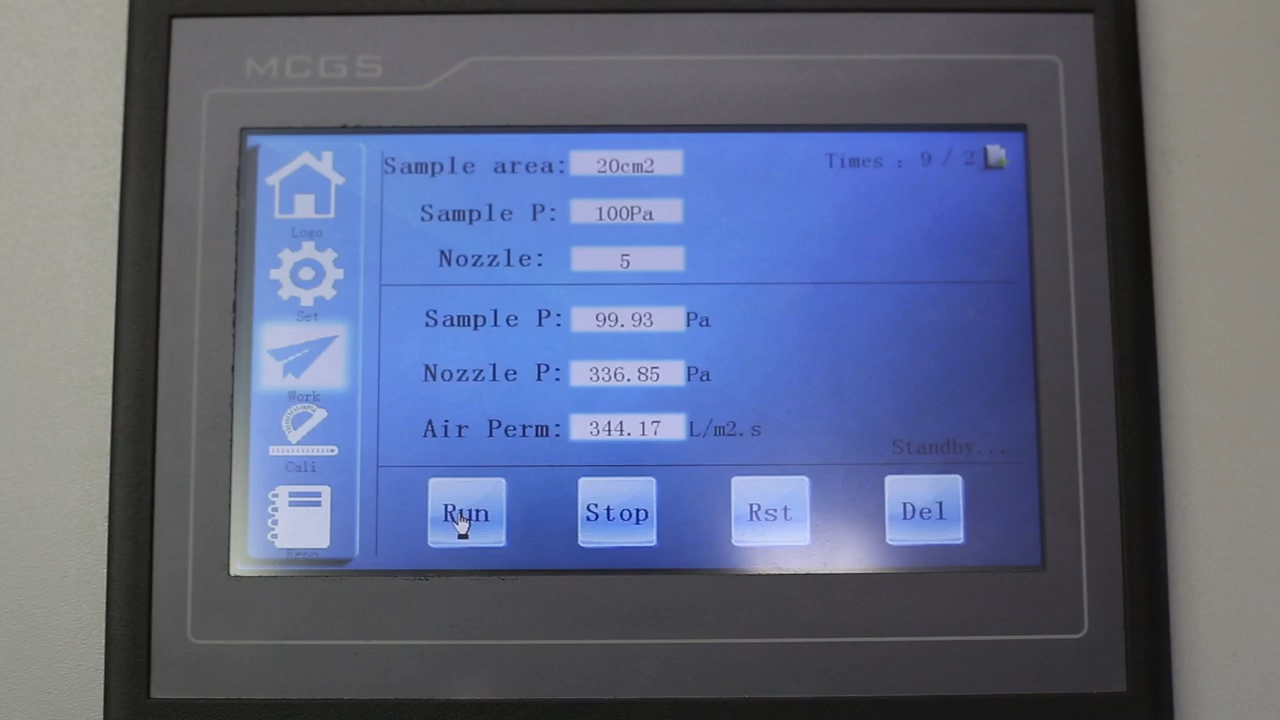 MCGS
Sample area: 20cm2
Times : 9 / 2
Sample P: 100Pa
Nozzle: 5
Sample P: 99.93 Pa
Nozzle P: 336.85 Pa
Air Perm: 344.17 L/m2.s
Standby...
Logo
Set
Work
Cali
Run
Stop
Rst
Del